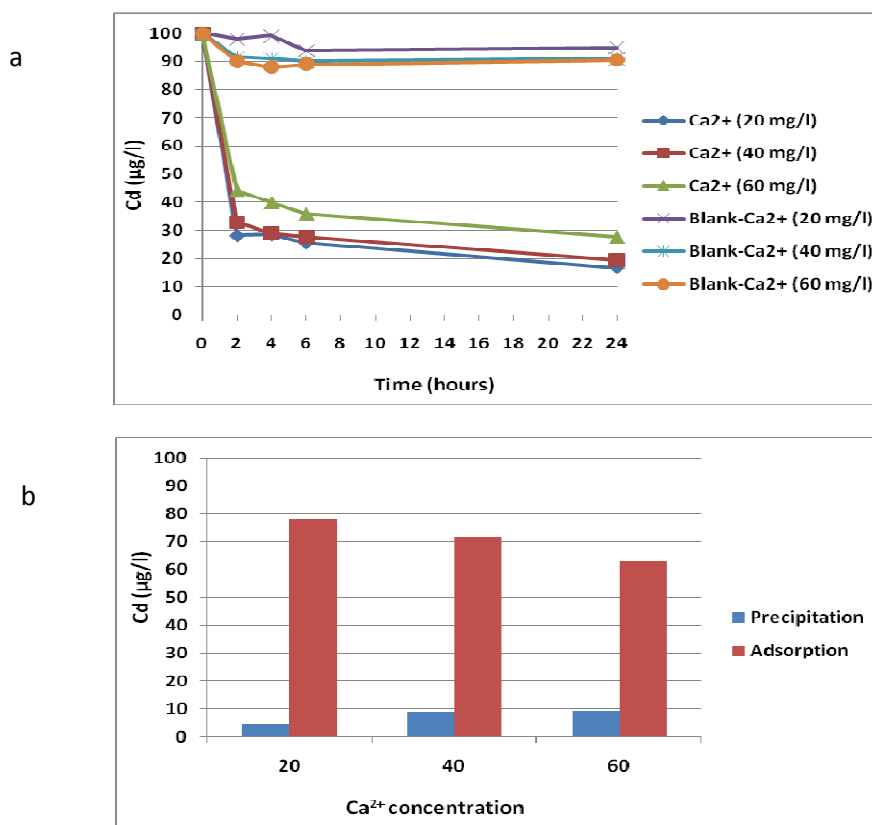 a
100
90
80
70
60
50
40
30
20
10
0
Cd (µg/l)
0 2 4 6 8 10 12 14 16 18 20 22 24
Time (hours)
Ca2+ (20 mg/l)
Ca2+ (40 mg/l)
Ca2+ (60 mg/l)
Blank-Ca2+ (20 mg/l)
Blank-Ca2+ (40 mg/l)
Blank-Ca2+ (60 mg/l)
b
100
90
80
70
60
50
40
30
20
10
0
Cd (µg/l)
20 40 60
Ca²⁺ concentration
Precipitation
Adsorption